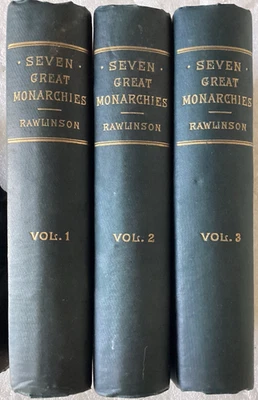 · SEVEN ·
GREAT
MONARCHIES
RAWLINSON
VOL. 1
· SEVEN ·
GREAT
MONARCHIES
RAWLINSON
VOL. 2
· SEVEN ·
GREAT
MONARCHIES
RAWLINSON
VOL. 3